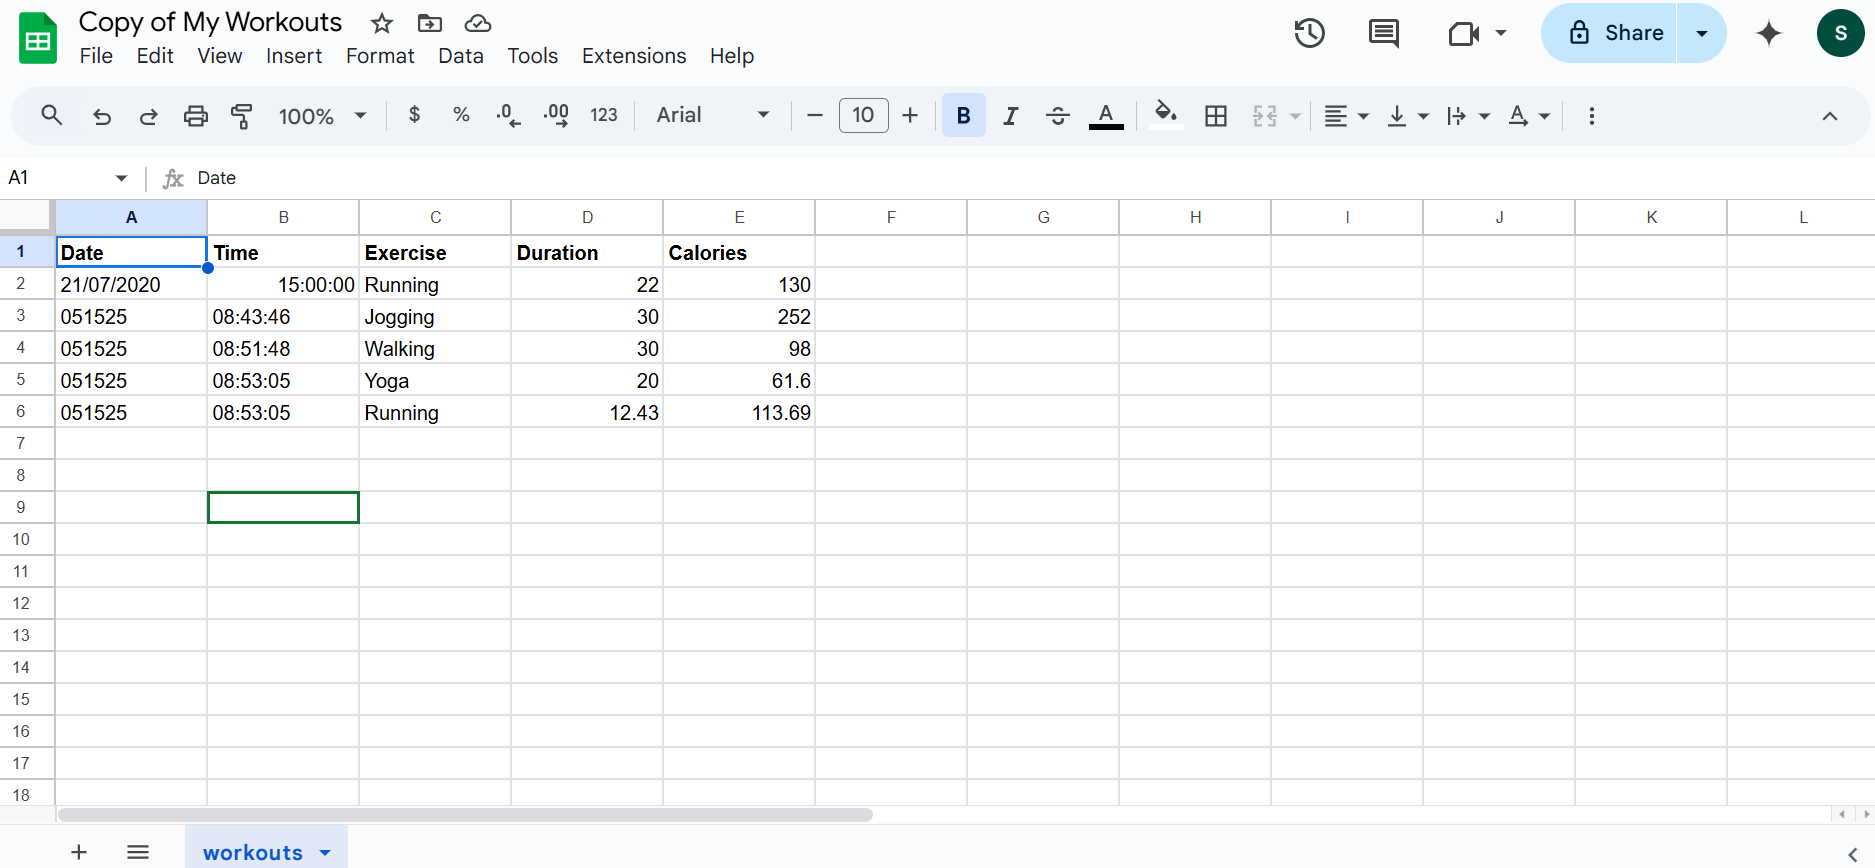 Copy of My Workouts
File Edit View Insert Format Data Tools Extensions Help
Share
S
100% $ % .0 .00 123 Arial 10 B I A
A1 fx Date
A B C D E F G H I J K L
1 Date Time Exercise Duration Calories
2 21/07/2020 15:00:00 Running 22 130
3 051525 08:43:46 Jogging 30 252
4 051525 08:51:48 Walking 30 98
5 051525 08:53:05 Yoga 20 61.6
6 051525 08:53:05 Running 12.43 113.69
7
8
9
10
11
12
13
14
15
16
17
18
workouts